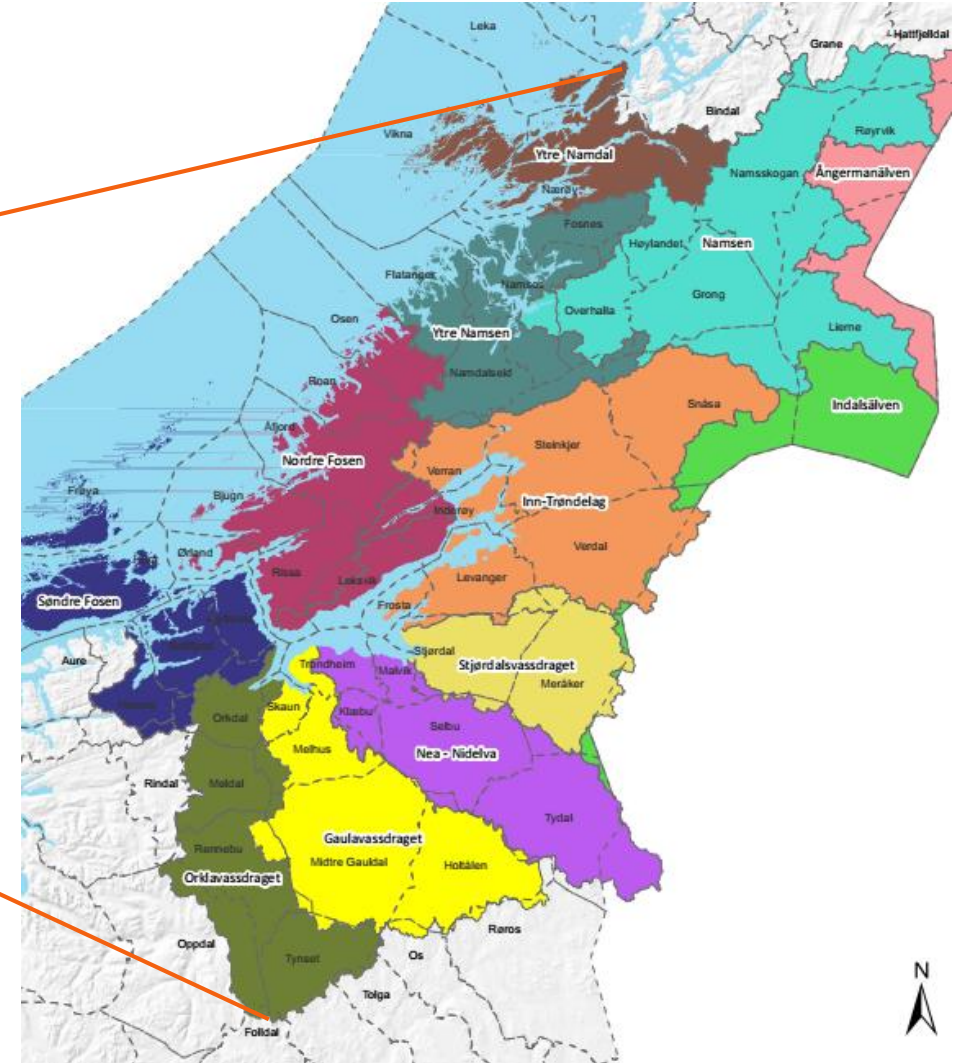 Leka
Hattfjelldal
Grane
Bindal
Vikna
Røyrvik
Ytre Namdal
Namsskogan
Ångermanälven
Nærøy
Fosnes
Høylandet
Namsen
Flatanger
Namsos
Grong
Overhalla
Osen
Lierne
Ytre Namsen
Namdalseid
Roan
Snåsa
Indalsälven
Åfjord
Steinkjer
Nordre Fosen
Verran
Frøya
Bjugn
Inn-Trøndelag
Inderøy
Verdal
Ørland
Rissa
Leksvik
Levanger
Søndre Fosen
Frosta
Aure
Stjørdal
Trondheim
Malvik
Stjørdalsvassdraget
Meråker
Skaun
Klæbu
Orkdal
Selbu
Melhus
Nea - Nidelva
Rindal
Meldal
Tydal
Gaulavassdraget
Rennebu
Midtre Gauldal
Holtålen
Orklavassdraget
Røros
Oppdal
Os
Tynset
N
Tolga
Folldal